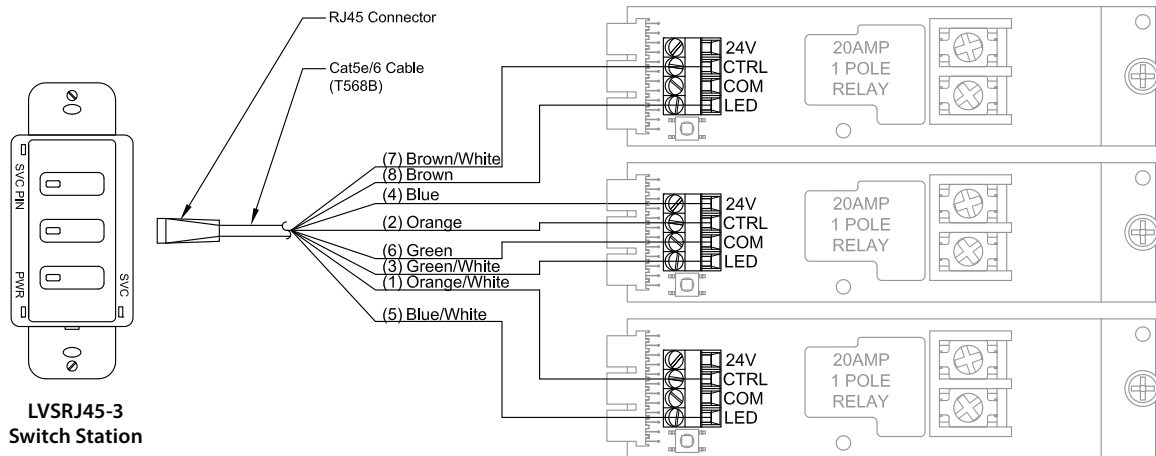 RJ45 Connector
Cat5e/6 Cable
(T568B)
SVC PIN
PWR
SVC
LVSRJ45-3
Switch Station
(7) Brown/White
(8) Brown
(4) Blue
(2) Orange
(6) Green
(3) Green/White
(1) Orange/White
(5) Blue/White
24V
CTRL
COM
LED
20AMP
1 POLE
RELAY
24V
CTRL
COM
LED
20AMP
1 POLE
RELAY
24V
CTRL
COM
LED
20AMP
1 POLE
RELAY